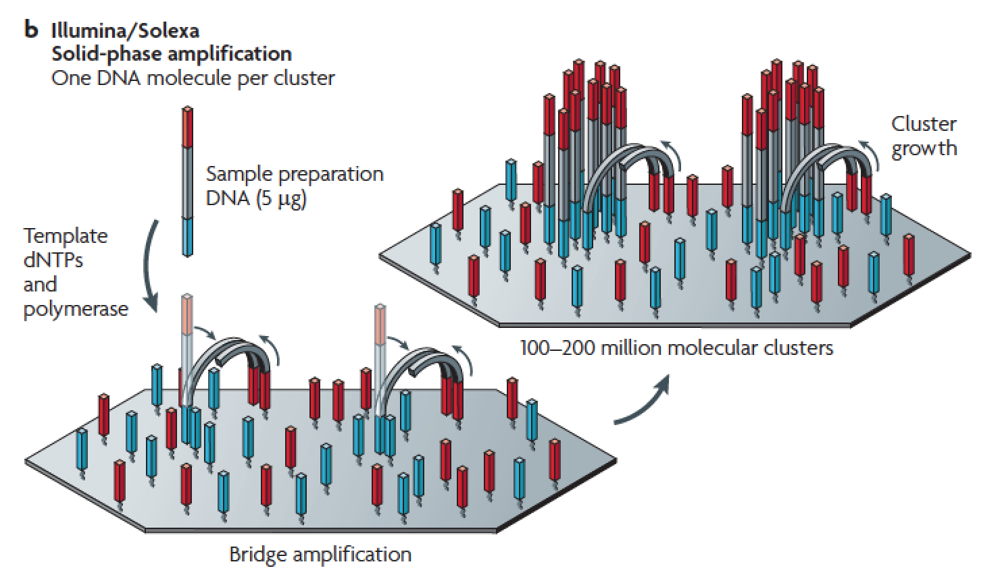 b Illumina/Solexa
Solid-phase amplification
One DNA molecule per cluster
Sample preparation
DNA (5 µg)
Template
dNTPs
and
polymerase
Bridge amplification
Cluster
growth
100–200 million molecular clusters